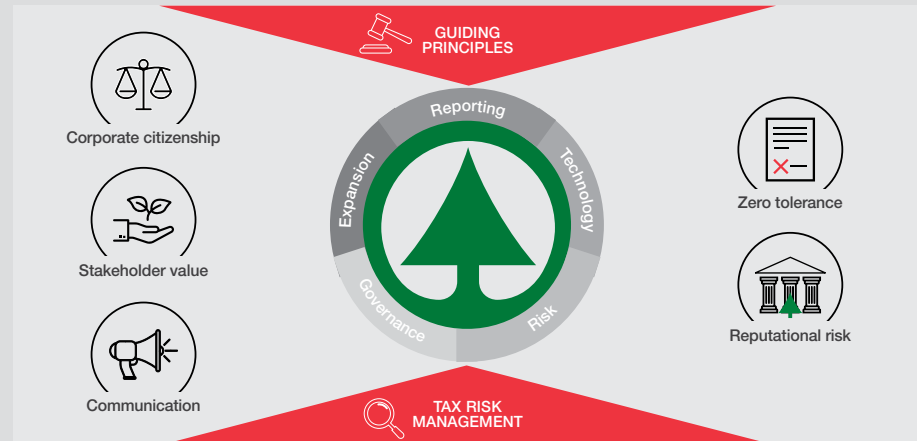 GUIDING
PRINCIPLES
Corporate citizenship
Stakeholder value
Communication
Reporting
Technology
Risk
Governance
Expansion
Zero tolerance
Reputational risk
TAX RISK
MANAGEMENT